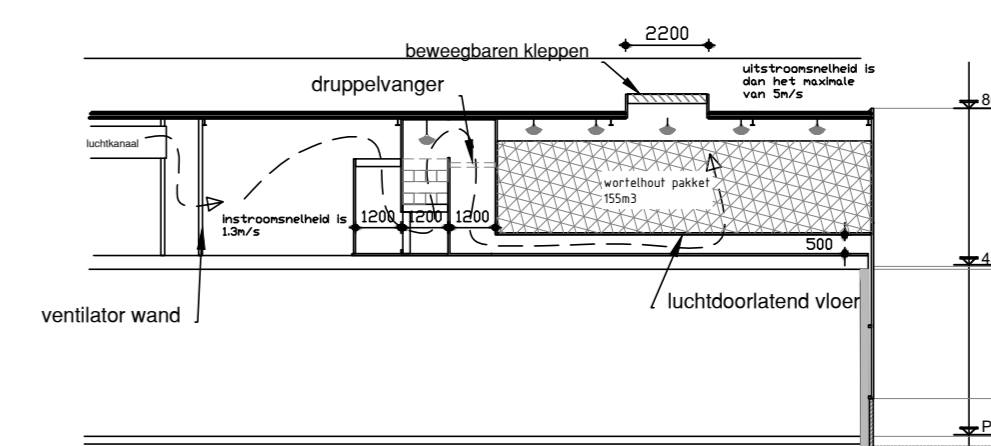 2200
beweegbaren kleppen
uitstroomsnelheid is
dan het maximale
van 5m/s
druppelvanger
8
luchtkanaal
wortelhout pakket
155m3
instroomsnelheid is
1.3m/s
1200 1200 1200
500
4
luchtdoorlatend vloer
ventilator wand
P